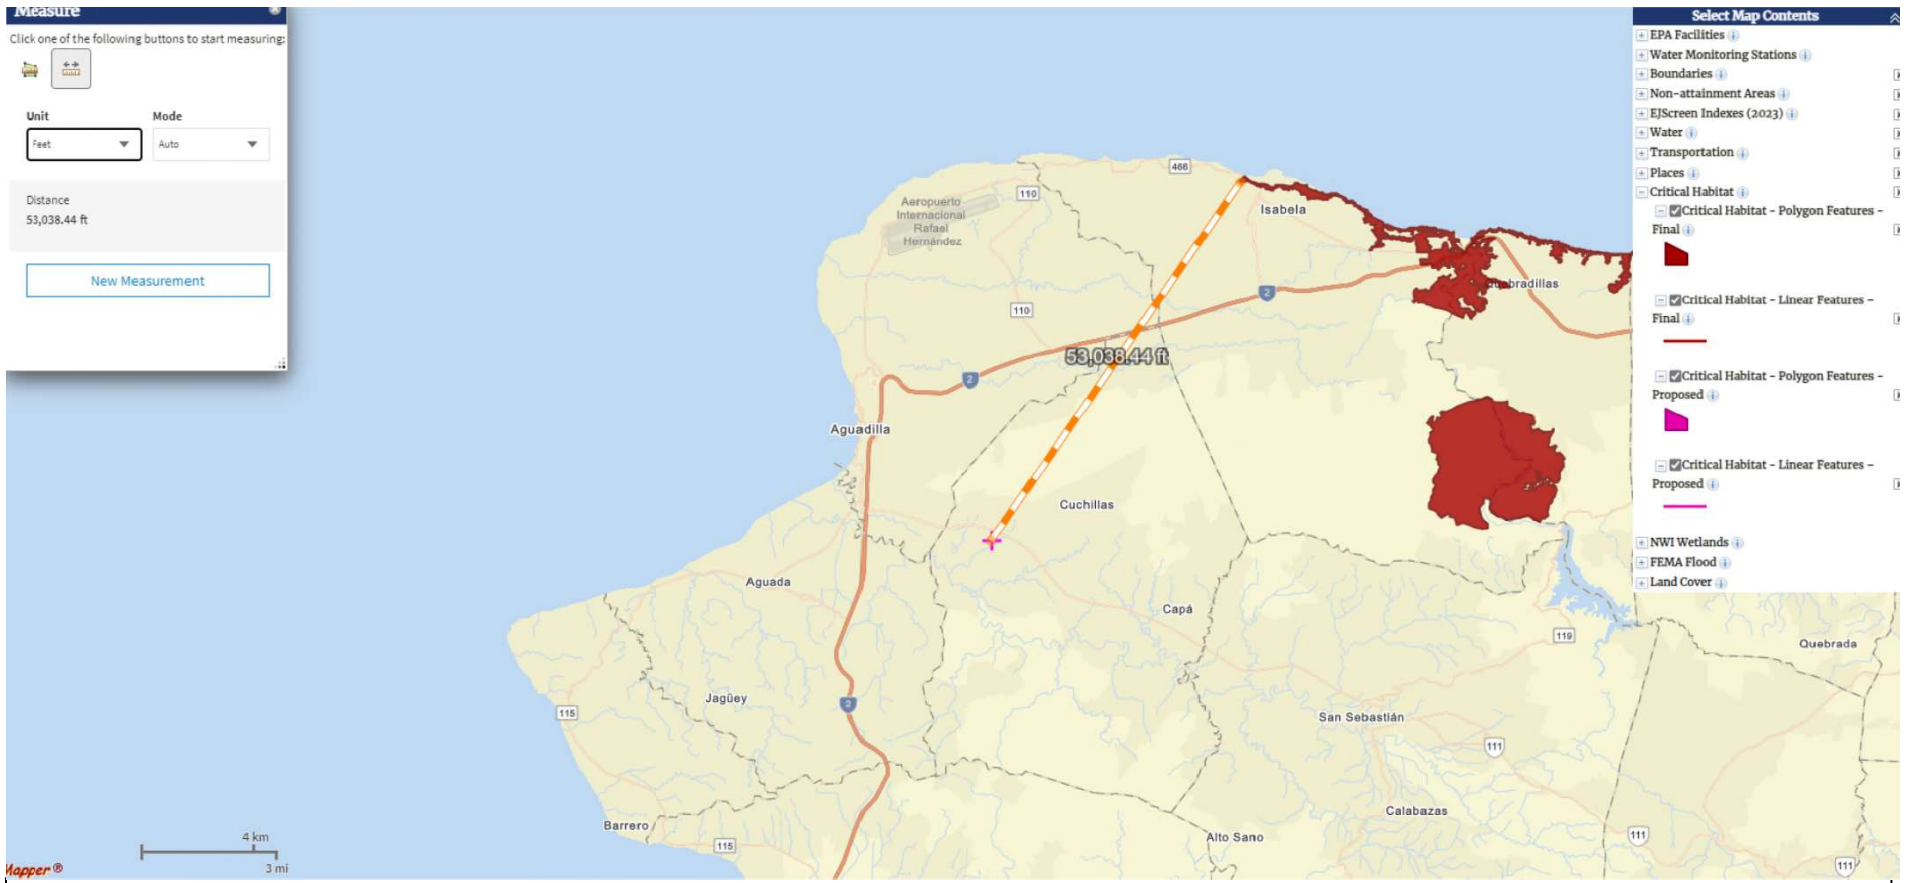 Measure
Click one of the following buttons to start measuring:
Unit
Mode
Feet
Auto
Distance
53,038.44 ft
New Measurement
Select Map Contents
EPA Facilities
Water Monitoring Stations
Boundaries
Non-attainment Areas
EJScreen Indexes (2023)
Water
Transportation
Places
Critical Habitat
Critical Habitat - Polygon Features -
Final
Critical Habitat - Linear Features -
Final
Critical Habitat - Polygon Features -
Proposed
Critical Habitat - Linear Features -
Proposed
NWI Wetlands
FEMA Flood
Land Cover
466
110
Aeropuerto
Internacional
Rafael
Hernández
Isabela
2
110
53,038.44 ft
2
Aguadilla
Cuchillas
Aguada
Capá
119
Quebrada
Jagüey
2
115
San Sebastián
111
Calabazas
Barrero
115
Alto Sano
111
111
4 km
3 mi
Mapper®